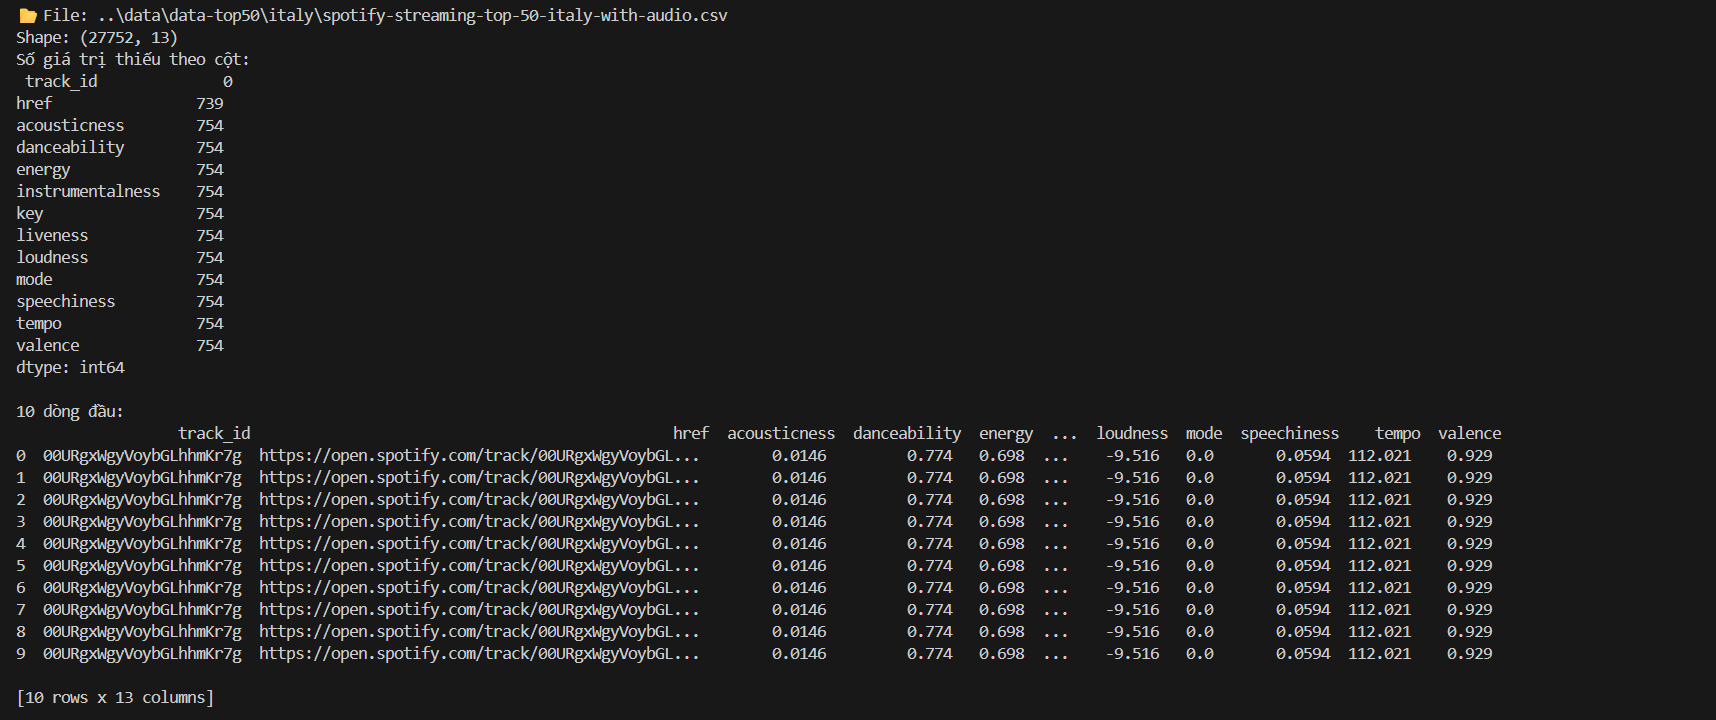 📂 File: ..\data\data-top50\italy\spotify-streaming-top-50-italy-with-audio.csv
Shape: (27752, 13)
Số giá trị thiếu theo cột:
track_id 0
href 739
acousticness 754
danceability 754
energy 754
instrumentalness 754
key 754
liveness 754
loudness 754
mode 754
speechiness 754
tempo 754
valence 754
dtype: int64
10 dòng đầu:
track_id href acousticness danceability energy ... loudness mode speechiness tempo valence
0 00URgxWgyVoybGLhhmKr7g https://open.spotify.com/track/00URgxWgyVoybGL... 0.0146 0.774 0.698 ... -9.516 0.0 0.0594 112.021 0.929
1 00URgxWgyVoybGLhhmKr7g https://open.spotify.com/track/00URgxWgyVoybGL... 0.0146 0.774 0.698 ... -9.516 0.0 0.0594 112.021 0.929
2 00URgxWgyVoybGLhhmKr7g https://open.spotify.com/track/00URgxWgyVoybGL... 0.0146 0.774 0.698 ... -9.516 0.0 0.0594 112.021 0.929
3 00URgxWgyVoybGLhhmKr7g https://open.spotify.com/track/00URgxWgyVoybGL... 0.0146 0.774 0.698 ... -9.516 0.0 0.0594 112.021 0.929
4 00URgxWgyVoybGLhhmKr7g https://open.spotify.com/track/00URgxWgyVoybGL... 0.0146 0.774 0.698 ... -9.516 0.0 0.0594 112.021 0.929
5 00URgxWgyVoybGLhhmKr7g https://open.spotify.com/track/00URgxWgyVoybGL... 0.0146 0.774 0.698 ... -9.516 0.0 0.0594 112.021 0.929
6 00URgxWgyVoybGLhhmKr7g https://open.spotify.com/track/00URgxWgyVoybGL... 0.0146 0.774 0.698 ... -9.516 0.0 0.0594 112.021 0.929
7 00URgxWgyVoybGLhhmKr7g https://open.spotify.com/track/00URgxWgyVoybGL... 0.0146 0.774 0.698 ... -9.516 0.0 0.0594 112.021 0.929
8 00URgxWgyVoybGLhhmKr7g https://open.spotify.com/track/00URgxWgyVoybGL... 0.0146 0.774 0.698 ... -9.516 0.0 0.0594 112.021 0.929
9 00URgxWgyVoybGLhhmKr7g https://open.spotify.com/track/00URgxWgyVoybGL... 0.0146 0.774 0.698 ... -9.516 0.0 0.0594 112.021 0.929
[10 rows x 13 columns]